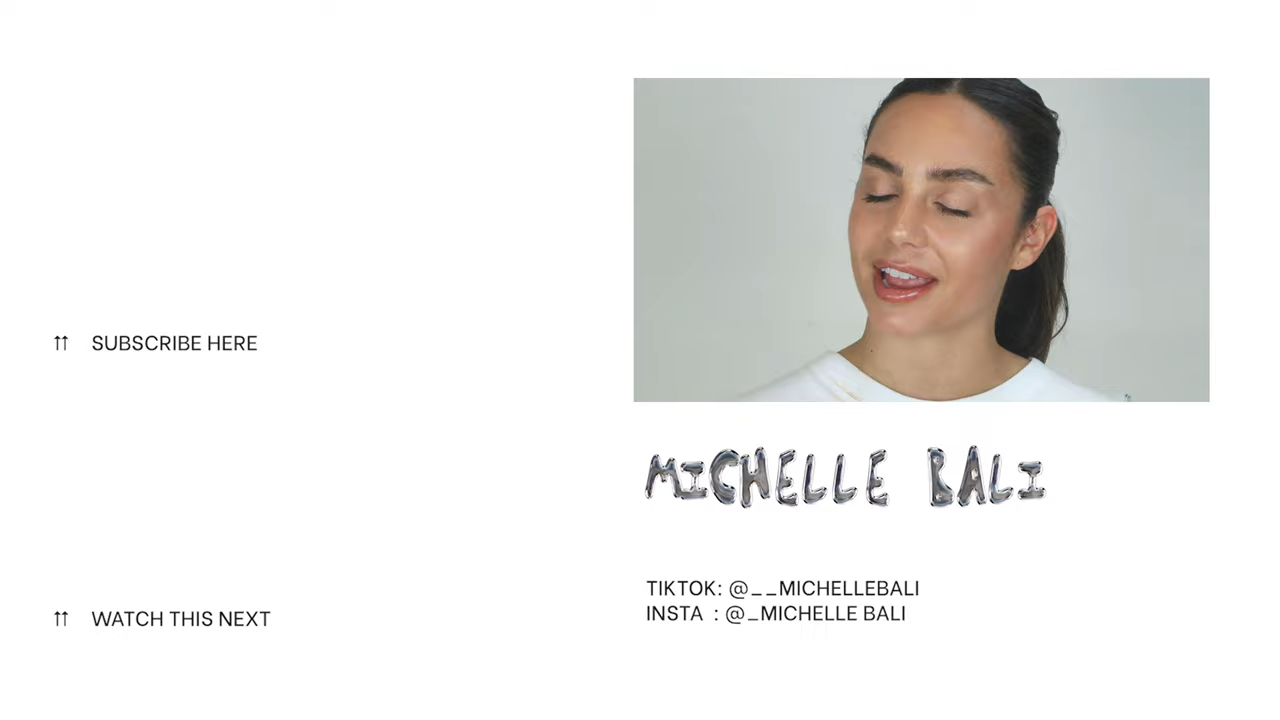 ↑↑ SUBSCRIBE HERE
↑↑ WATCH THIS NEXT
MICHELLE BALI
TIKTOK: @__MICHELLEBALI
INSTA : @_MICHELLE BALI